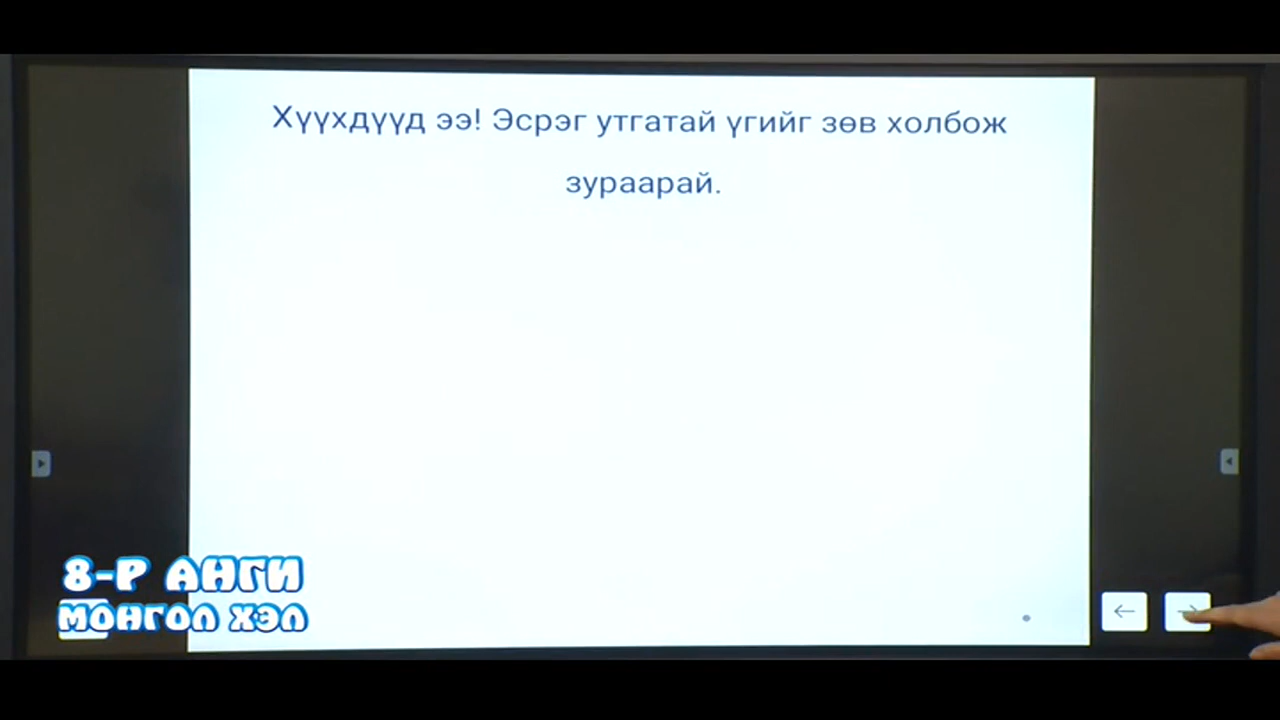 Хүүхдүүд ээ! Эсрэг утгатай үгийг зөв холбож
зураарай.
8-Р АНГИ
МОНГОЛ ХЭЛ